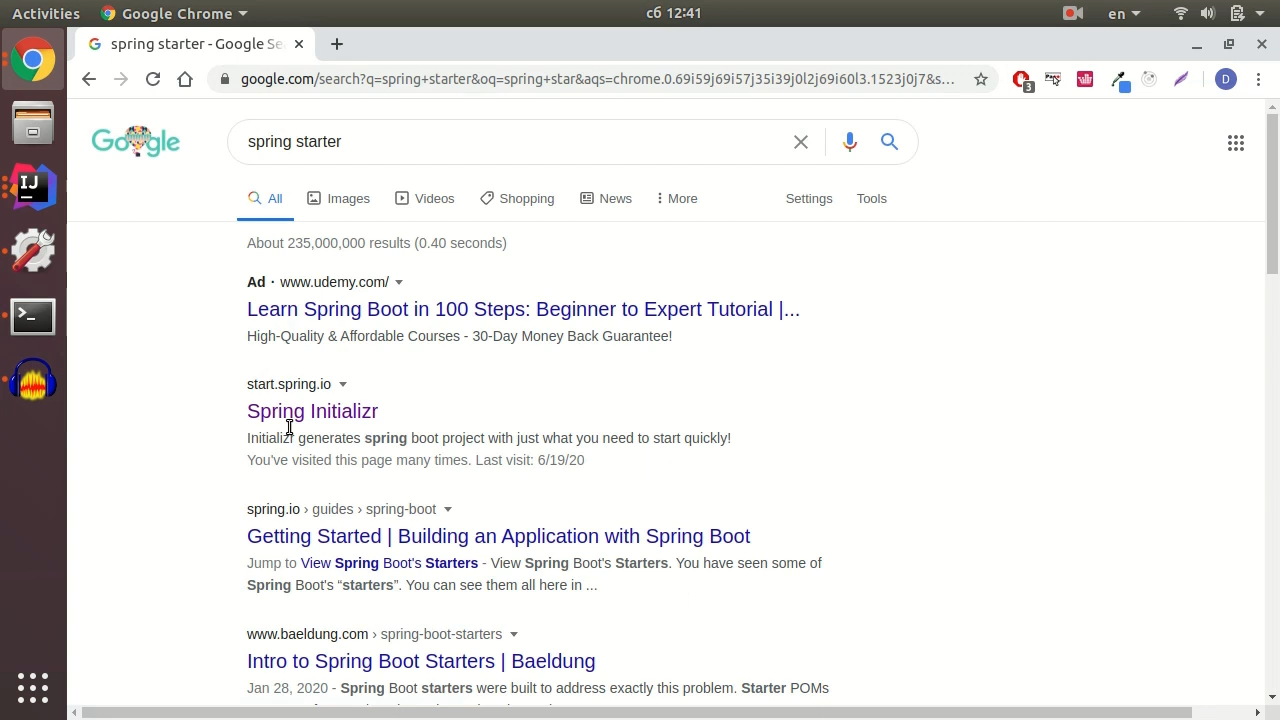 Activities
Google Chrome
сб 12:41
en
spring starter - Google Se
google.com/search?q=spring+starter&oq=spring+star&aqs=chrome.0.69i59j69i57j35i39j0l2j69i60l3.1523j0j7&s…
3
D
Google
spring starter
All
Images
Videos
Shopping
News
More
Settings
Tools
About 235,000,000 results (0.40 seconds)
Ad · www.udemy.com/
Learn Spring Boot in 100 Steps: Beginner to Expert Tutorial |...
High-Quality & Affordable Courses - 30-Day Money Back Guarantee!
start.spring.io
Spring Initializr
Initializr generates spring boot project with just what you need to start quickly!
You've visited this page many times. Last visit: 6/19/20
spring.io › guides › spring-boot
Getting Started | Building an Application with Spring Boot
Jump to View Spring Boot's Starters - View Spring Boot's Starters. You have seen some of
Spring Boot's “starters”. You can see them all here in ...
www.baeldung.com › spring-boot-starters
Intro to Spring Boot Starters | Baeldung
Jan 28, 2020 - Spring Boot starters were built to address exactly this problem. Starter POMs
IJ